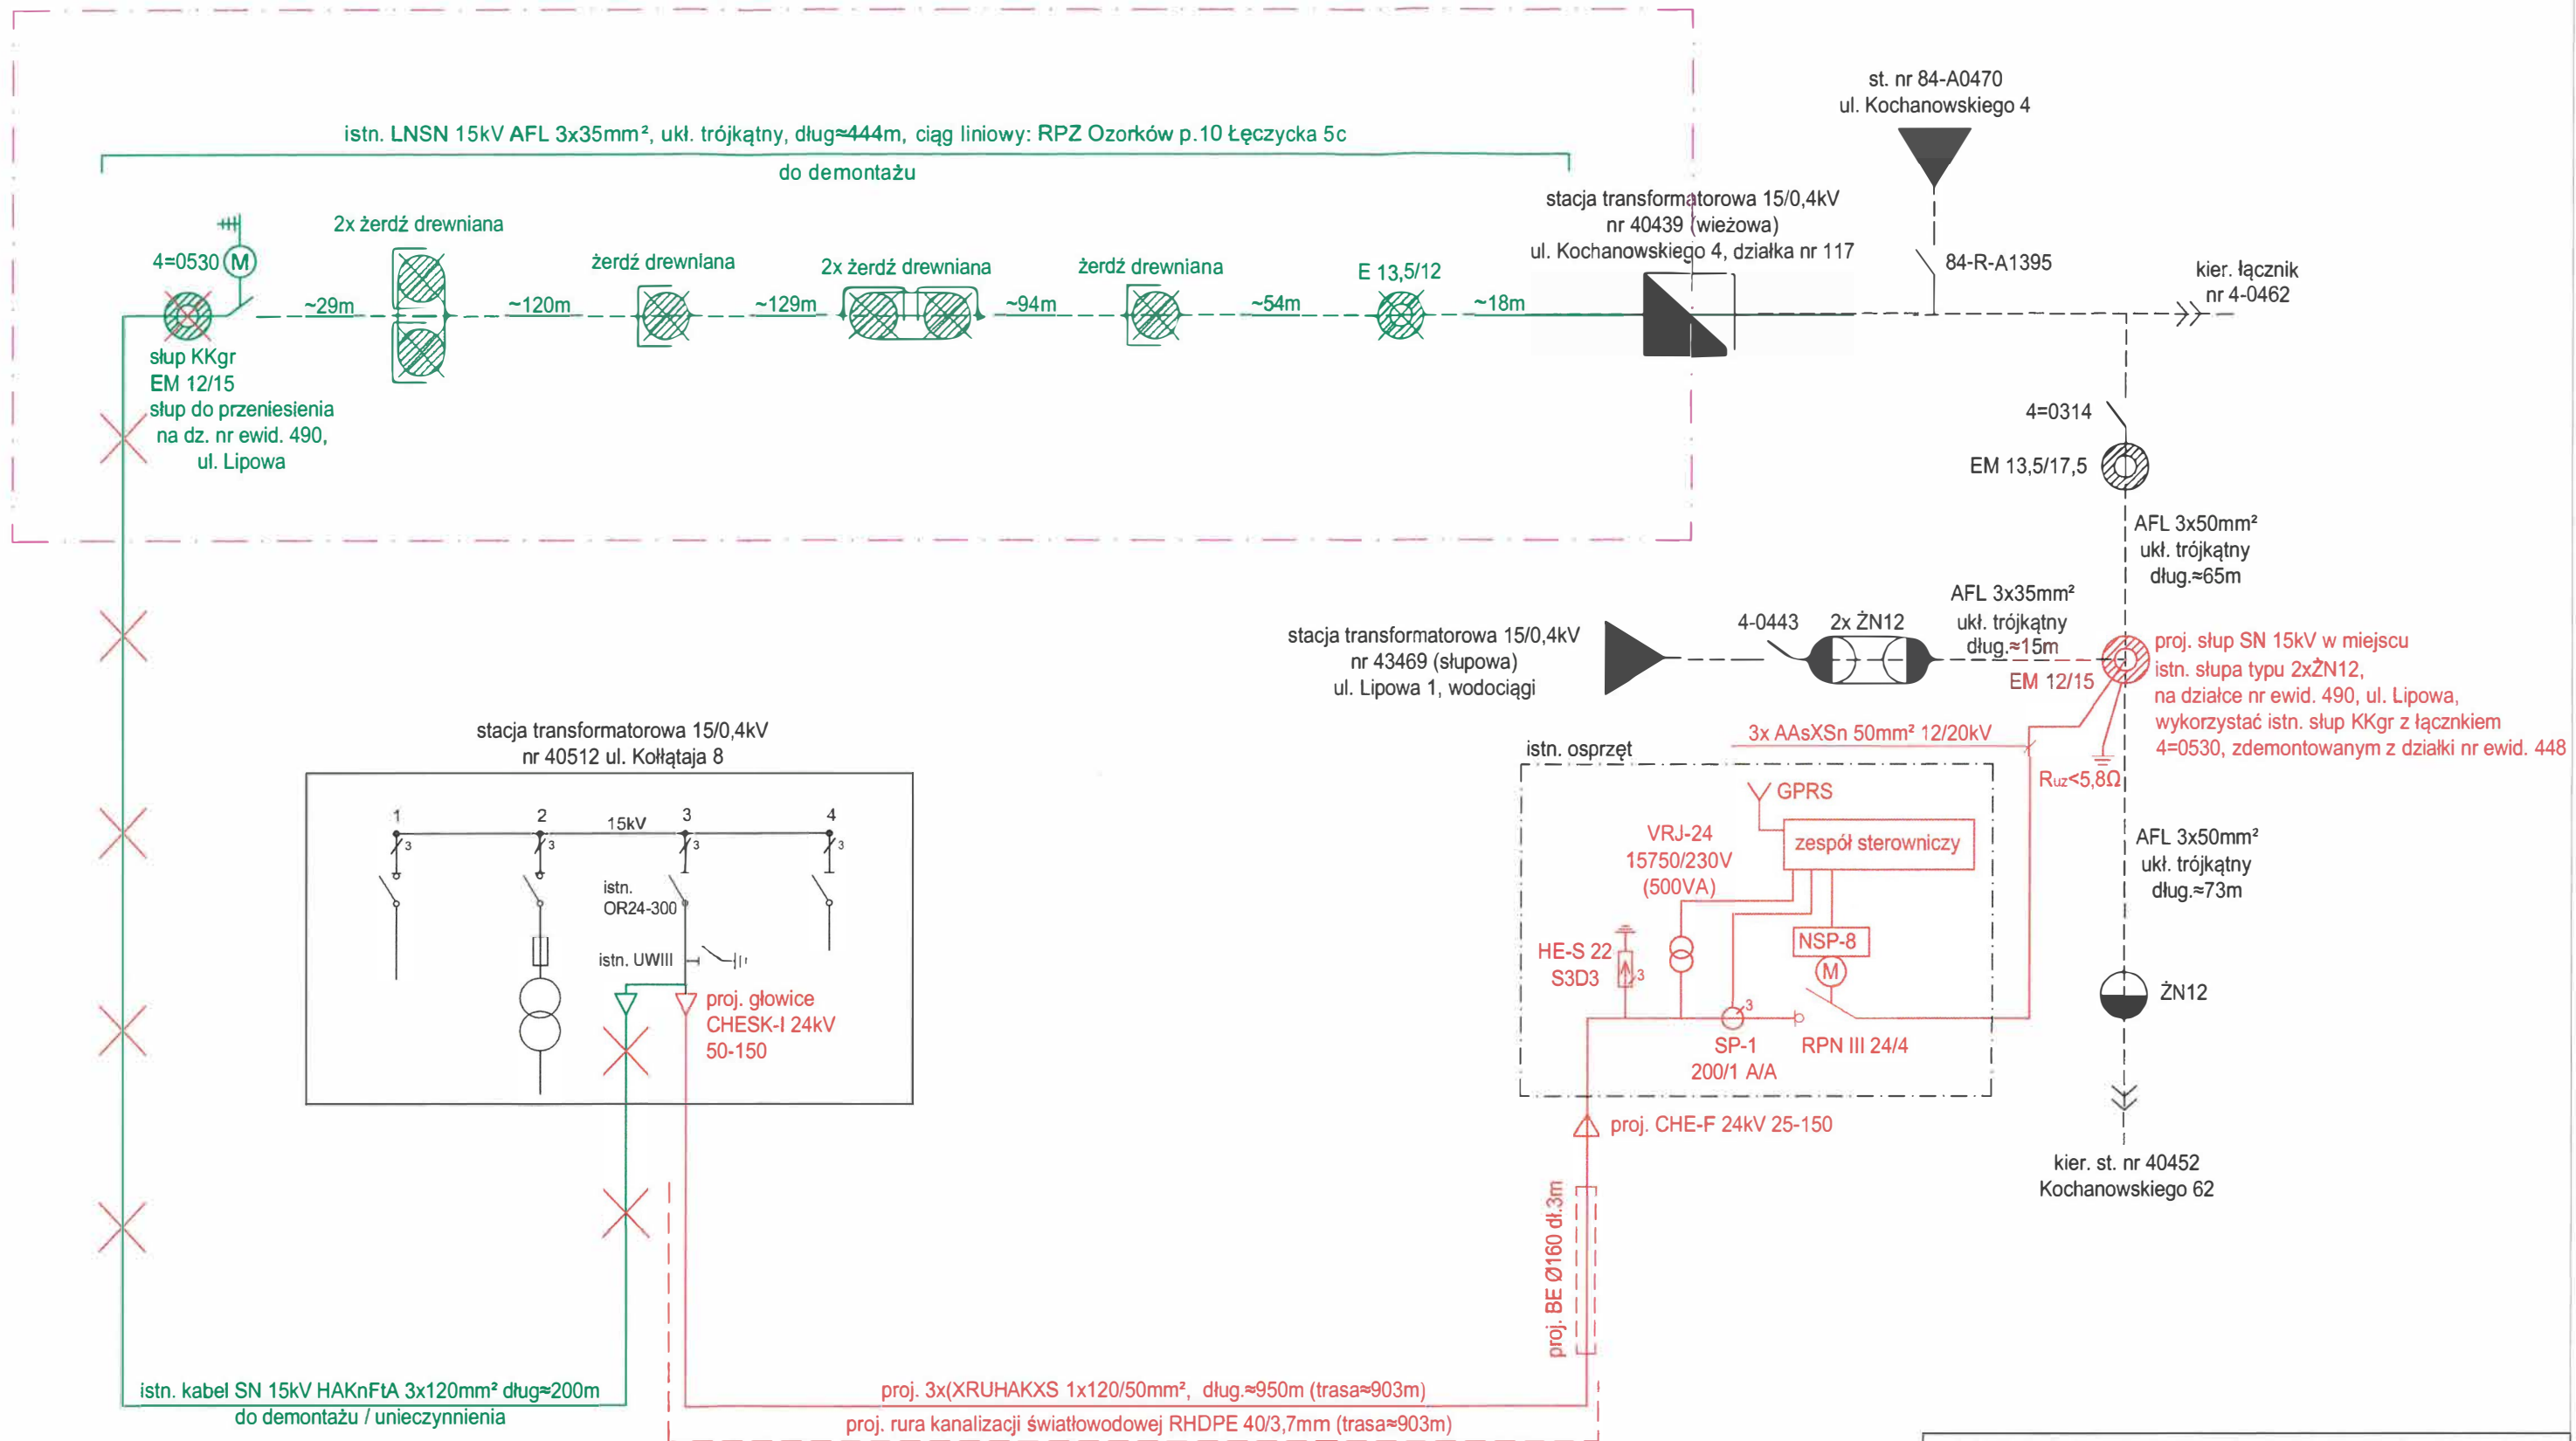 istn. LNSN 15kV AFL 3x35mm², ukł. trójkątny, dług≈444m, ciąg liniowy: RPZ Ozorków p.10 Łęczycka 5c
do demontażu
st. nr 84-A0470
ul. Kochanowskiego 4
stacja transformatorowa 15/0,4kV
nr 40439 (wieżowa)
ul. Kochanowskiego 4, działka nr 117
84-R-A1395
kier. łącznik
nr 4-0462
4=0530
M
2x żerdź drewniana
żerdź drewniana
2x żerdź drewniana
żerdź drewniana
E 13,5/12
~29m
~120m
~129m
~94m
~54m
~18m
słup KKgr
EM 12/15
słup do przeniesienia
na dz. nr ewid. 490,
ul. Lipowa
4=0314
EM 13,5/17,5
AFL 3x50mm²
ukł. trójkątny
dług.≈65m
AFL 3x35mm²
ukł. trójkątny
dług.≈15m
4-0443
2x ŻN12
EM 12/15
stacja transformatorowa 15/0,4kV
nr 43469 (słupowa)
ul. Lipowa 1, wodociągi
proj. słup SN 15kV w miejscu
istn. słupa typu 2xŻN12,
na działce nr ewid. 490, ul. Lipowa,
wykorzystać istn. słup KKgr z łącznkiem
4=0530, zdemontowanym z działki nr ewid. 448
Ruz<5,8Ω
3x AAsXSn 50mm² 12/20kV
istn. osprzęt
GPRS
zespół sterowniczy
VRJ-24
15750/230V
(500VA)
HE-S 22
S3D3
3
NSP-8
M
3
SP-1
200/1 A/A
RPN III 24/4
AFL 3x50mm²
ukł. trójkątny
dług.≈73m
ŻN12
kier. st. nr 40452
Kochanowskiego 62
stacja transformatorowa 15/0,4kV
nr 40512 ul. Kołłątaja 8
1
2
15kV
3
4
3
3
3
3
istn.
OR24-300
istn. UWIII
proj. głowice
CHESK-I 24kV
50-150
proj. CHE-F 24kV 25-150
proj. BE Ø160 dł.3m
istn. kabel SN 15kV HAKnFtA 3x120mm² dług≈200m
do demontażu / unieczynnienia
proj. 3x(XRUHAKXS 1x120/50mm², dług.≈950m (trasa≈903m)
proj. rura kanalizacji światłowodowej RHDPE 40/3,7mm (trasa≈903m)